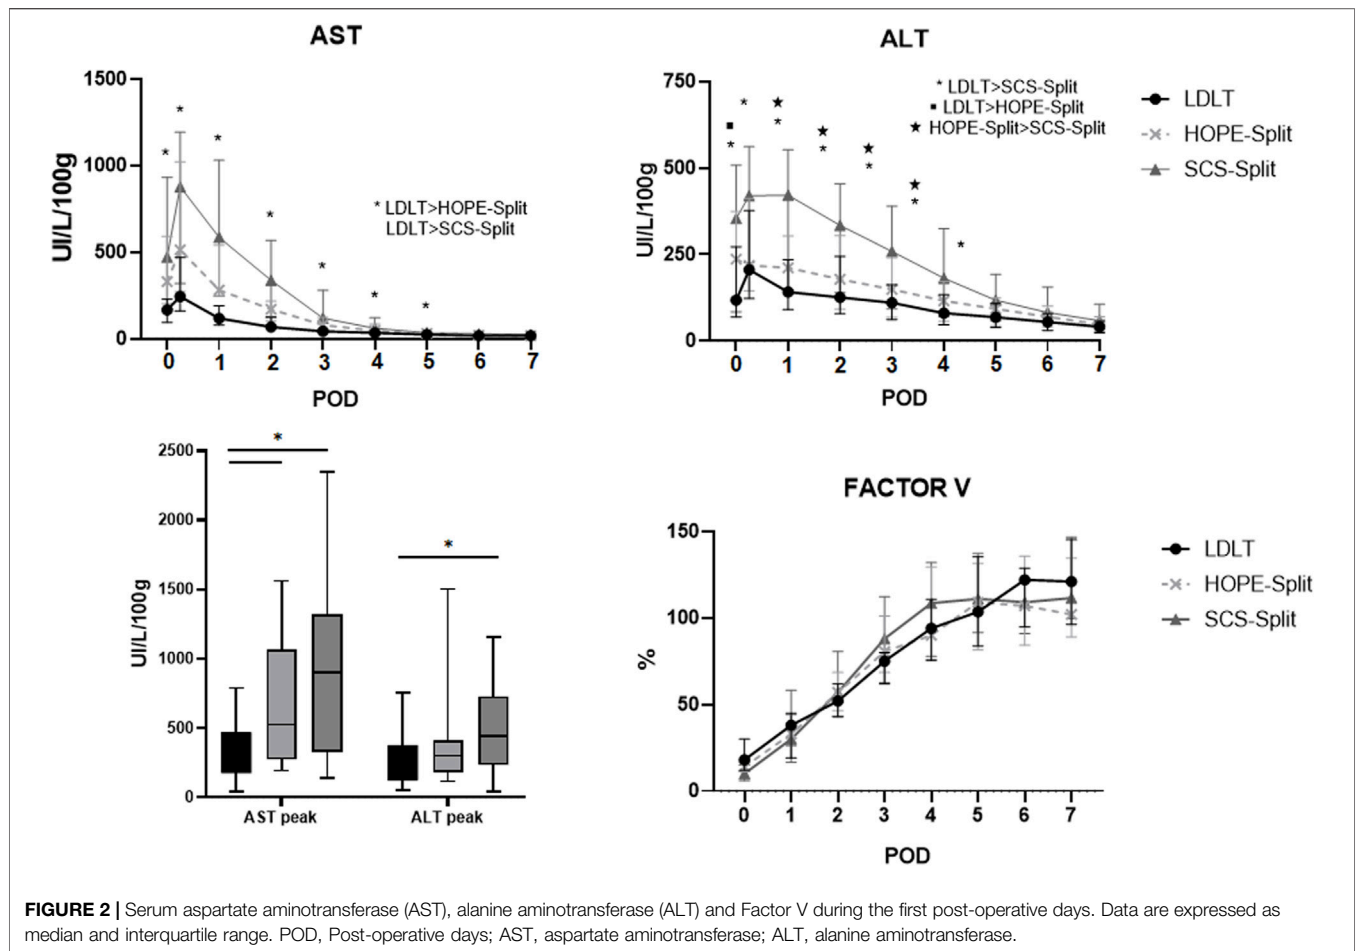 AST
1500
1000
500
0
UI/L/100g
* * * * * * * *
* LDLT>HOPE-Split
LDLT>SCS-Split
0 1 2 3 4 5 6 7
POD
ALT
750
500
250
0
UI/L/100g
* LDLT>SCS-Split
▪ LDLT>HOPE-Split
★ HOPE-Split>SCS-Split
▪ * ★ ★ ★ ★
* * * * * *
0 1 2 3 4 5 6 7
POD
LDLT
HOPE-Split
SCS-Split
2500
2000
1500
1000
500
0
UI/L/100g
* *
AST peak ALT peak
FACTOR V
150
100
50
0
%
0 1 2 3 4 5 6 7
POD
LDLT
HOPE-Split
SCS-Split
FIGURE 2 | Serum aspartate aminotransferase (AST), alanine aminotransferase (ALT) and Factor V during the first post-operative days. Data are expressed as
median and interquartile range. POD, Post-operative days; AST, aspartate aminotransferase; ALT, alanine aminotransferase.